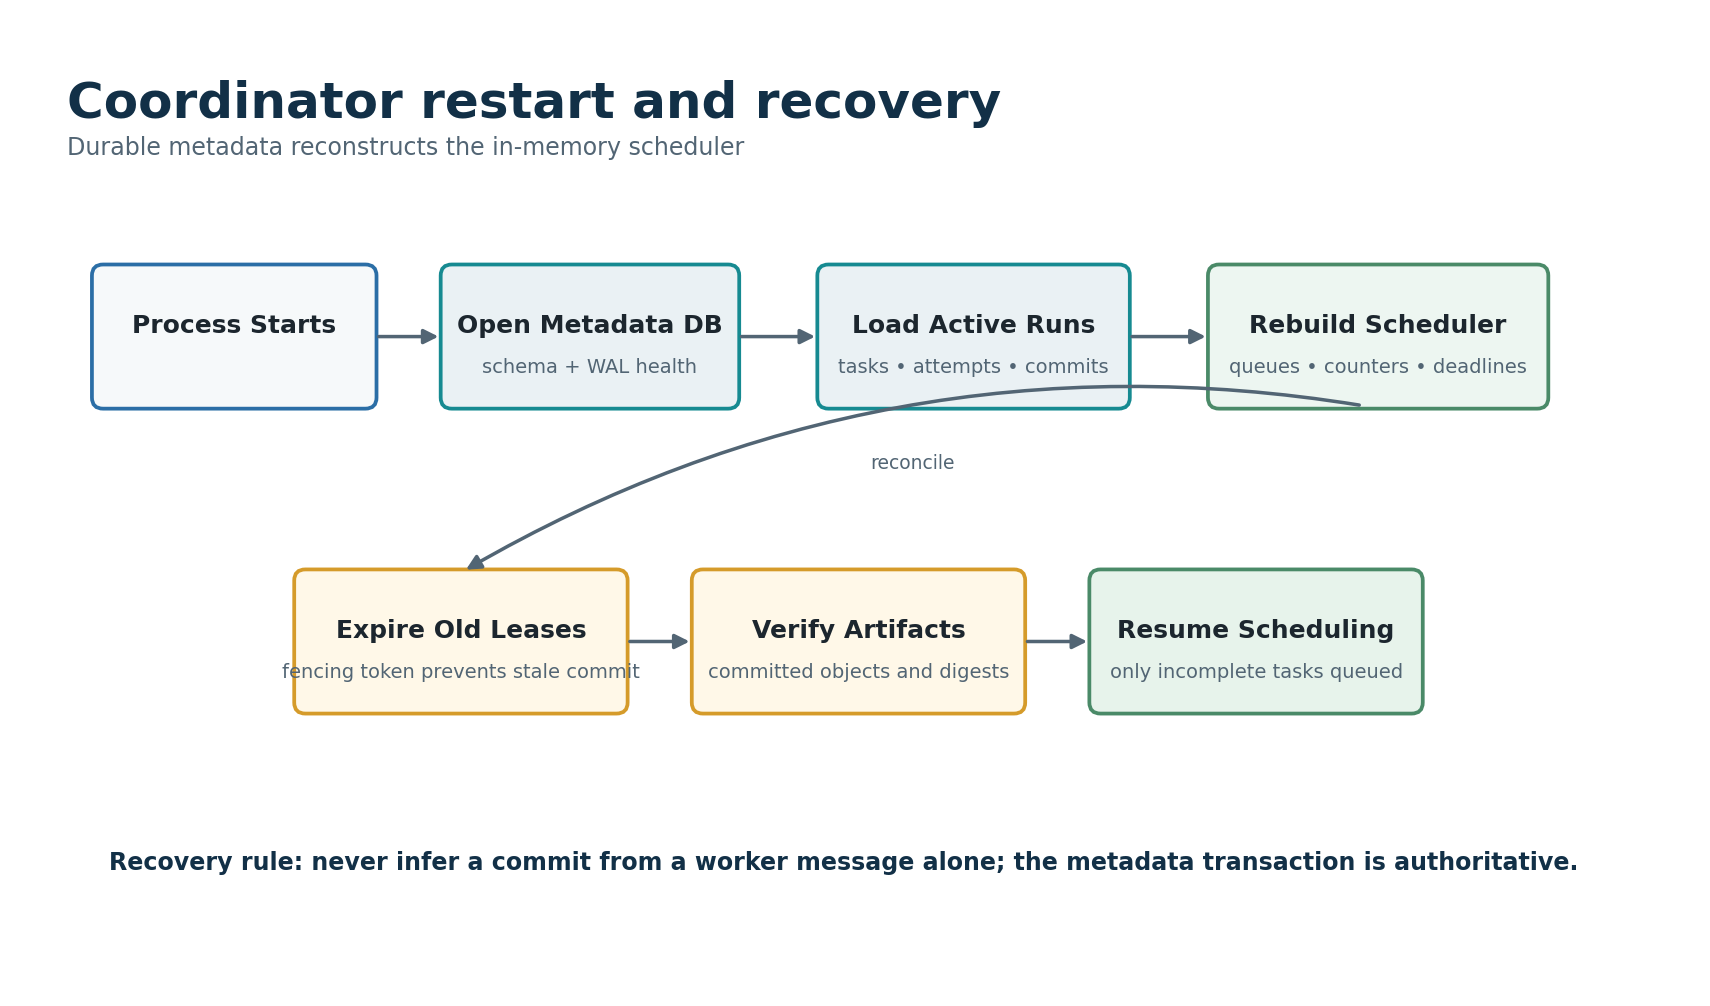 Coordinator restart and recovery
Durable metadata reconstructs the in-memory scheduler
Process Starts
Open Metadata DB
schema + WAL health
Load Active Runs
tasks • attempts • commits
Rebuild Scheduler
queues • counters • deadlines
reconcile
Expire Old Leases
fencing token prevents stale commit
Verify Artifacts
committed objects and digests
Resume Scheduling
only incomplete tasks queued
Recovery rule: never infer a commit from a worker message alone; the metadata transaction is authoritative.